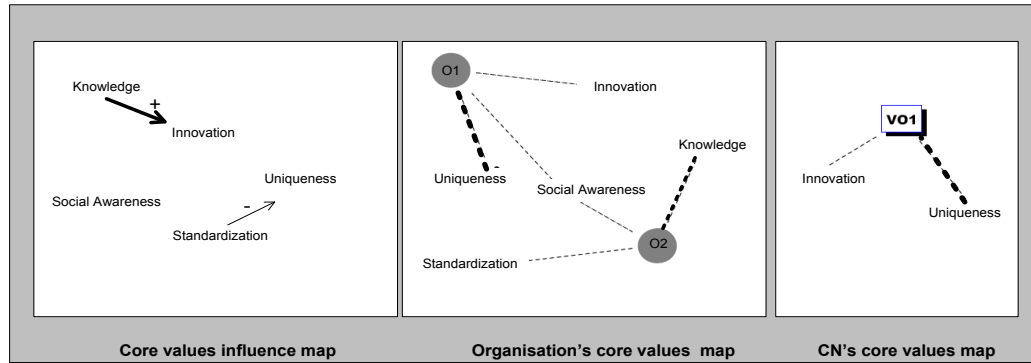 Knowledge
+
Innovation
Uniqueness
Social Awareness
-
Standardization
Core values influence map
O1
Innovation
Knowledge
Uniqueness
-
Social Awareness
O2
Standardization
Organisation's core values map
VO1
Innovation
Uniqueness
CN's core values map